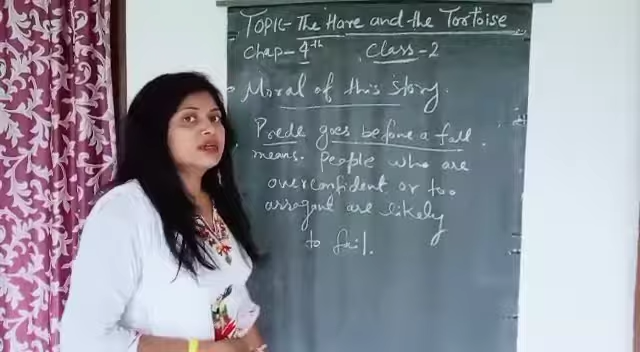 TOPIC- The Hare and the Tortoise
Chap- 4th Class-2
Moral of this story.
Prede goes before a fall.
means. People who are
overconfident or too
arrogant are likely
to fail.